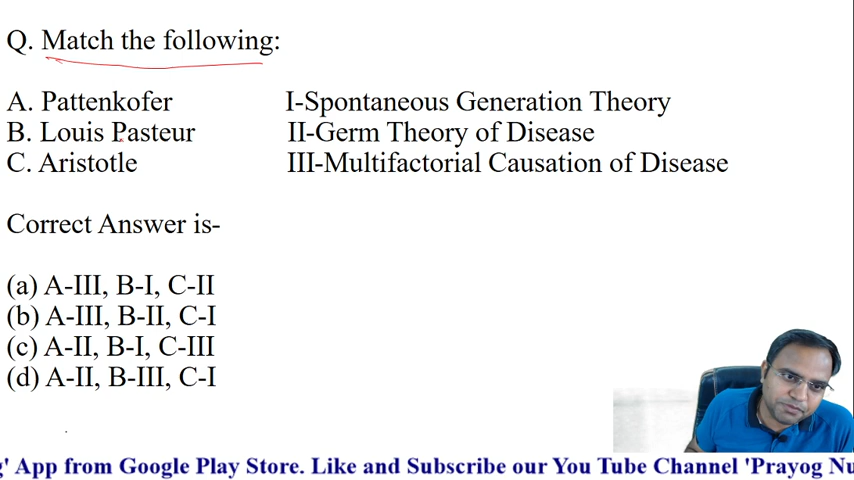 Q. Match the following:
A. Pattenkofer I-Spontaneous Generation Theory
B. Louis Pasteur II-Germ Theory of Disease
C. Aristotle III-Multifactorial Causation of Disease
Correct Answer is-
(a) A-III, B-I, C-II
(b) A-III, B-II, C-I
(c) A-II, B-I, C-III
(d) A-II, B-III, C-I
g' App from Google Play Store. Like and Subscribe our You Tube Channel 'Prayog Nu